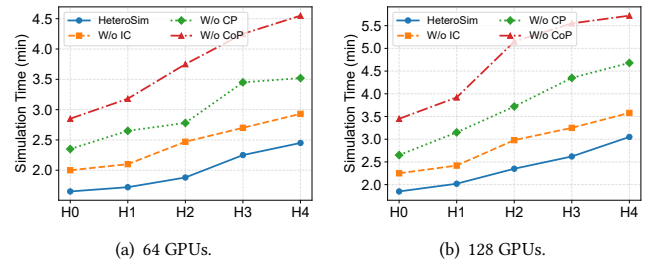 HeteroSim
W/o IC
W/o CP
W/o CoP
Simulation Time (min)
4.5
4.0
3.5
3.0
2.5
2.0
H0 H1 H2 H3 H4
(a) 64 GPUs.
HeteroSim
W/o IC
W/o CP
W/o CoP
Simulation Time (min)
5.5
5.0
4.5
4.0
3.5
3.0
2.5
2.0
H0 H1 H2 H3 H4
(b) 128 GPUs.